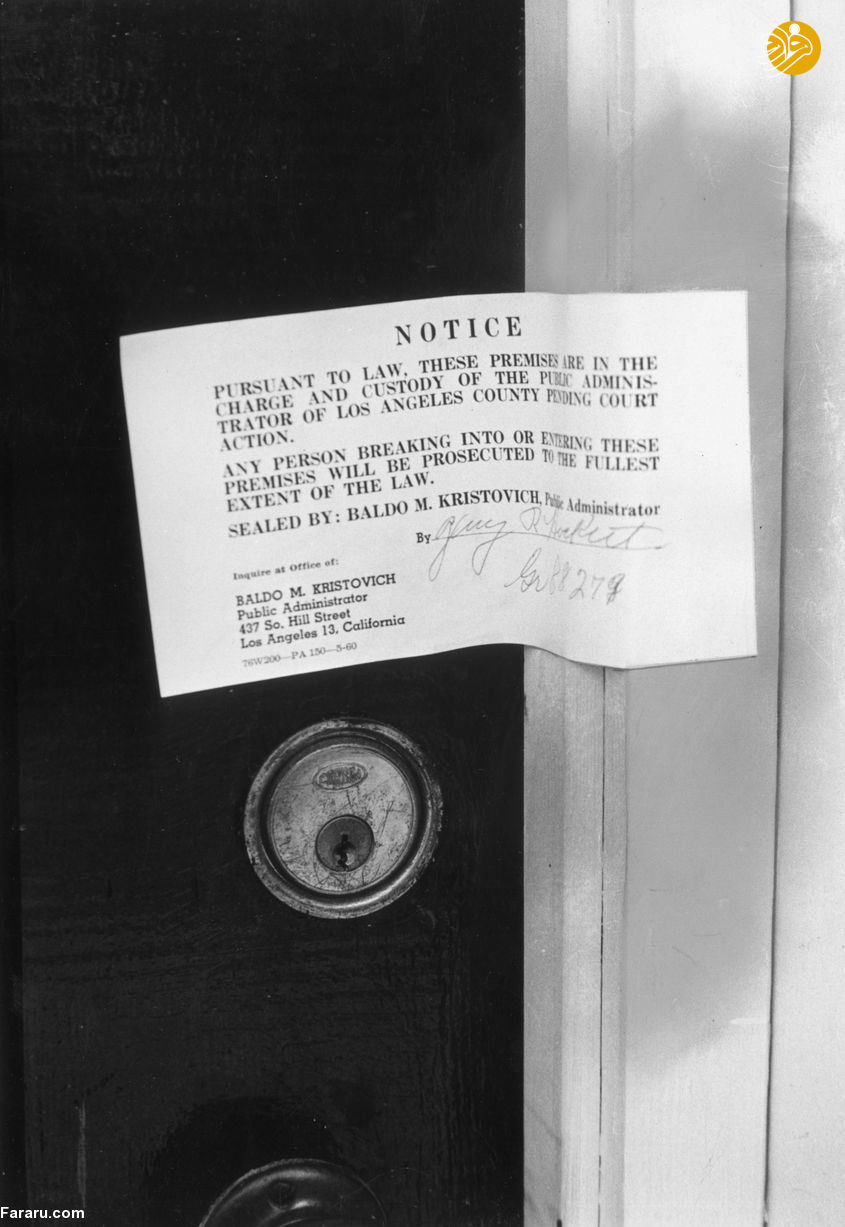 NOTICE
PURSUANT TO LAW, THESE PREMISES ARE IN THE
CHARGE AND CUSTODY OF THE PUBLIC ADMINIS-
TRATOR OF LOS ANGELES COUNTY PENDING COURT
ACTION.
ANY PERSON BREAKING INTO OR ENTERING THESE
PREMISES WILL BE PROSECUTED TO THE FULLEST
EXTENT OF THE LAW.
SEALED BY: BALDO M. KRISTOVICH, Public Administrator
By
Inquire at Office of:
BALDO M. KRISTOVICH
Public Administrator
437 So. Hill Street
Los Angeles 13, California
76W200—PA 150—5-60
Fararu.com